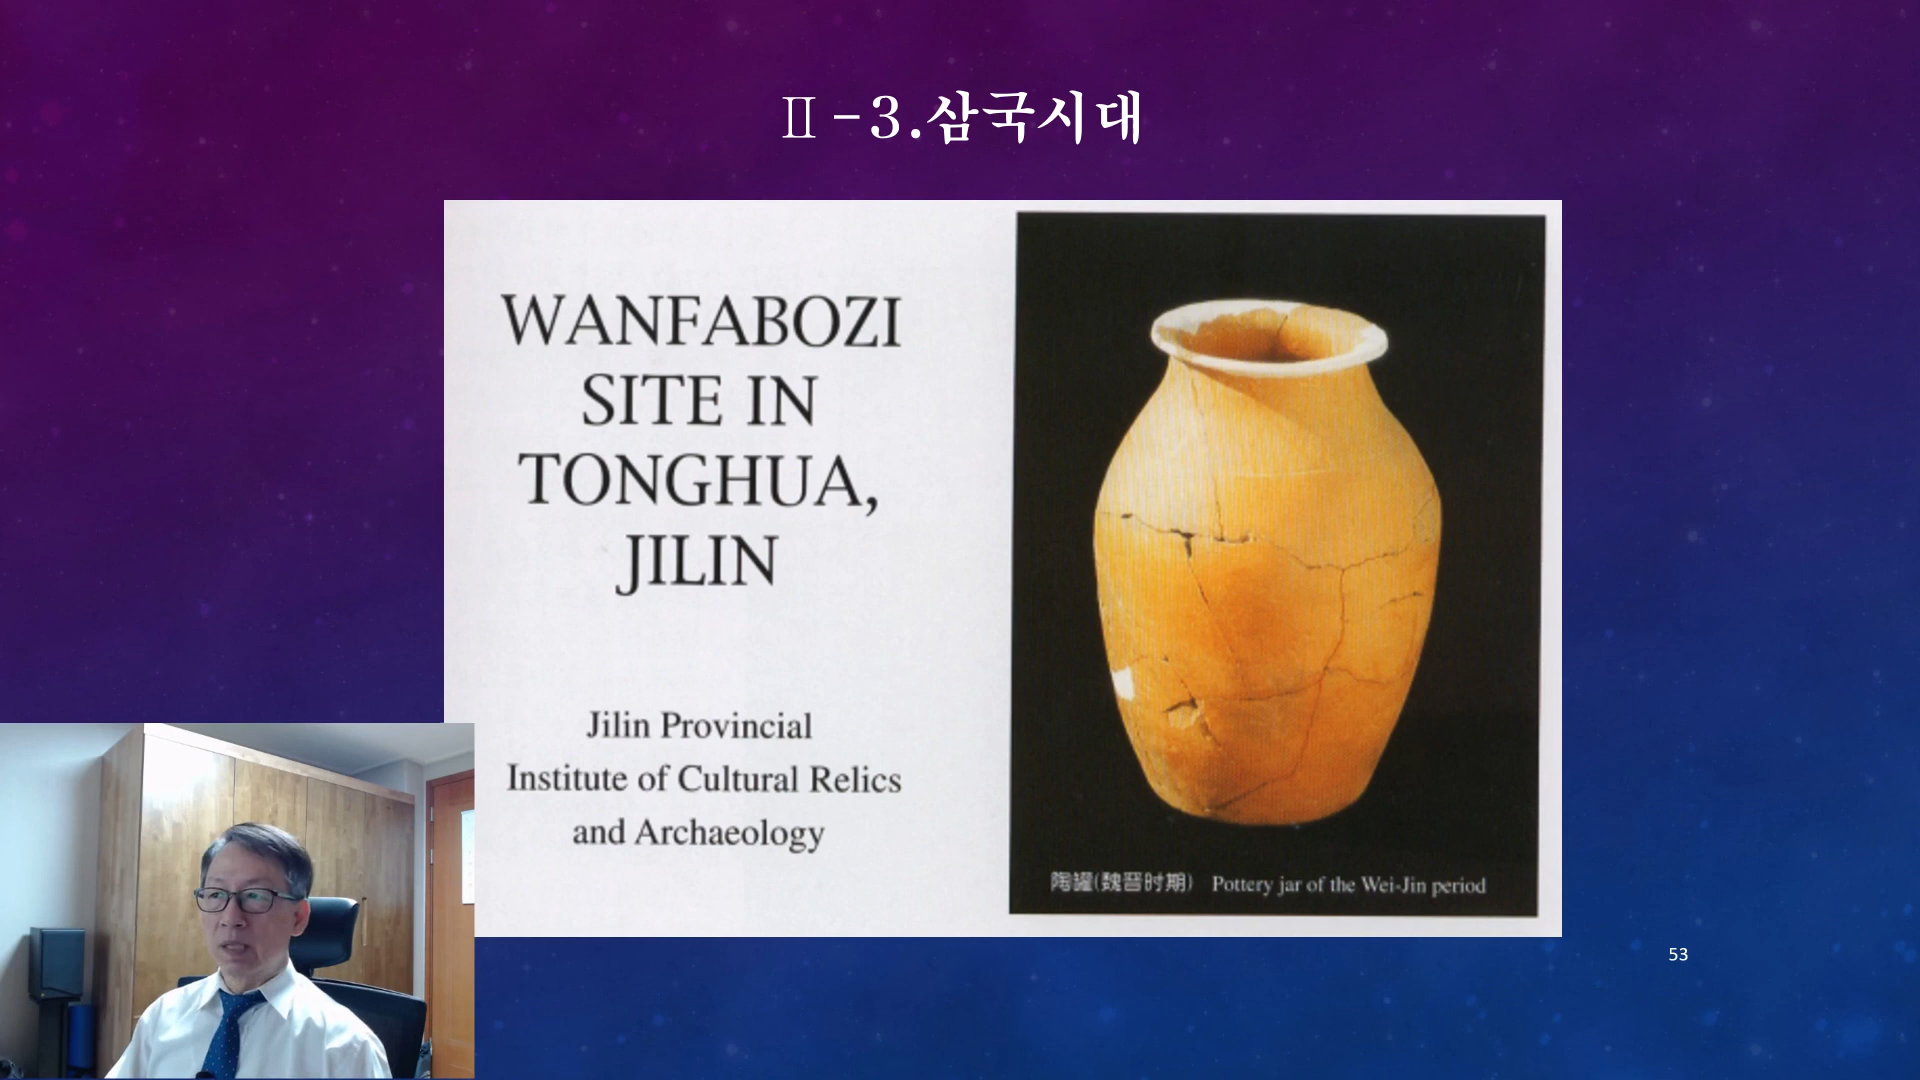 Ⅱ-3.삼국시대
WANFABOZI
SITE IN
TONGHUA,
JILIN
Jilin Provincial
Institute of Cultural Relics
and Archaeology
陶罐(魏晋时期) Pottery jar of the Wei-Jin period
53